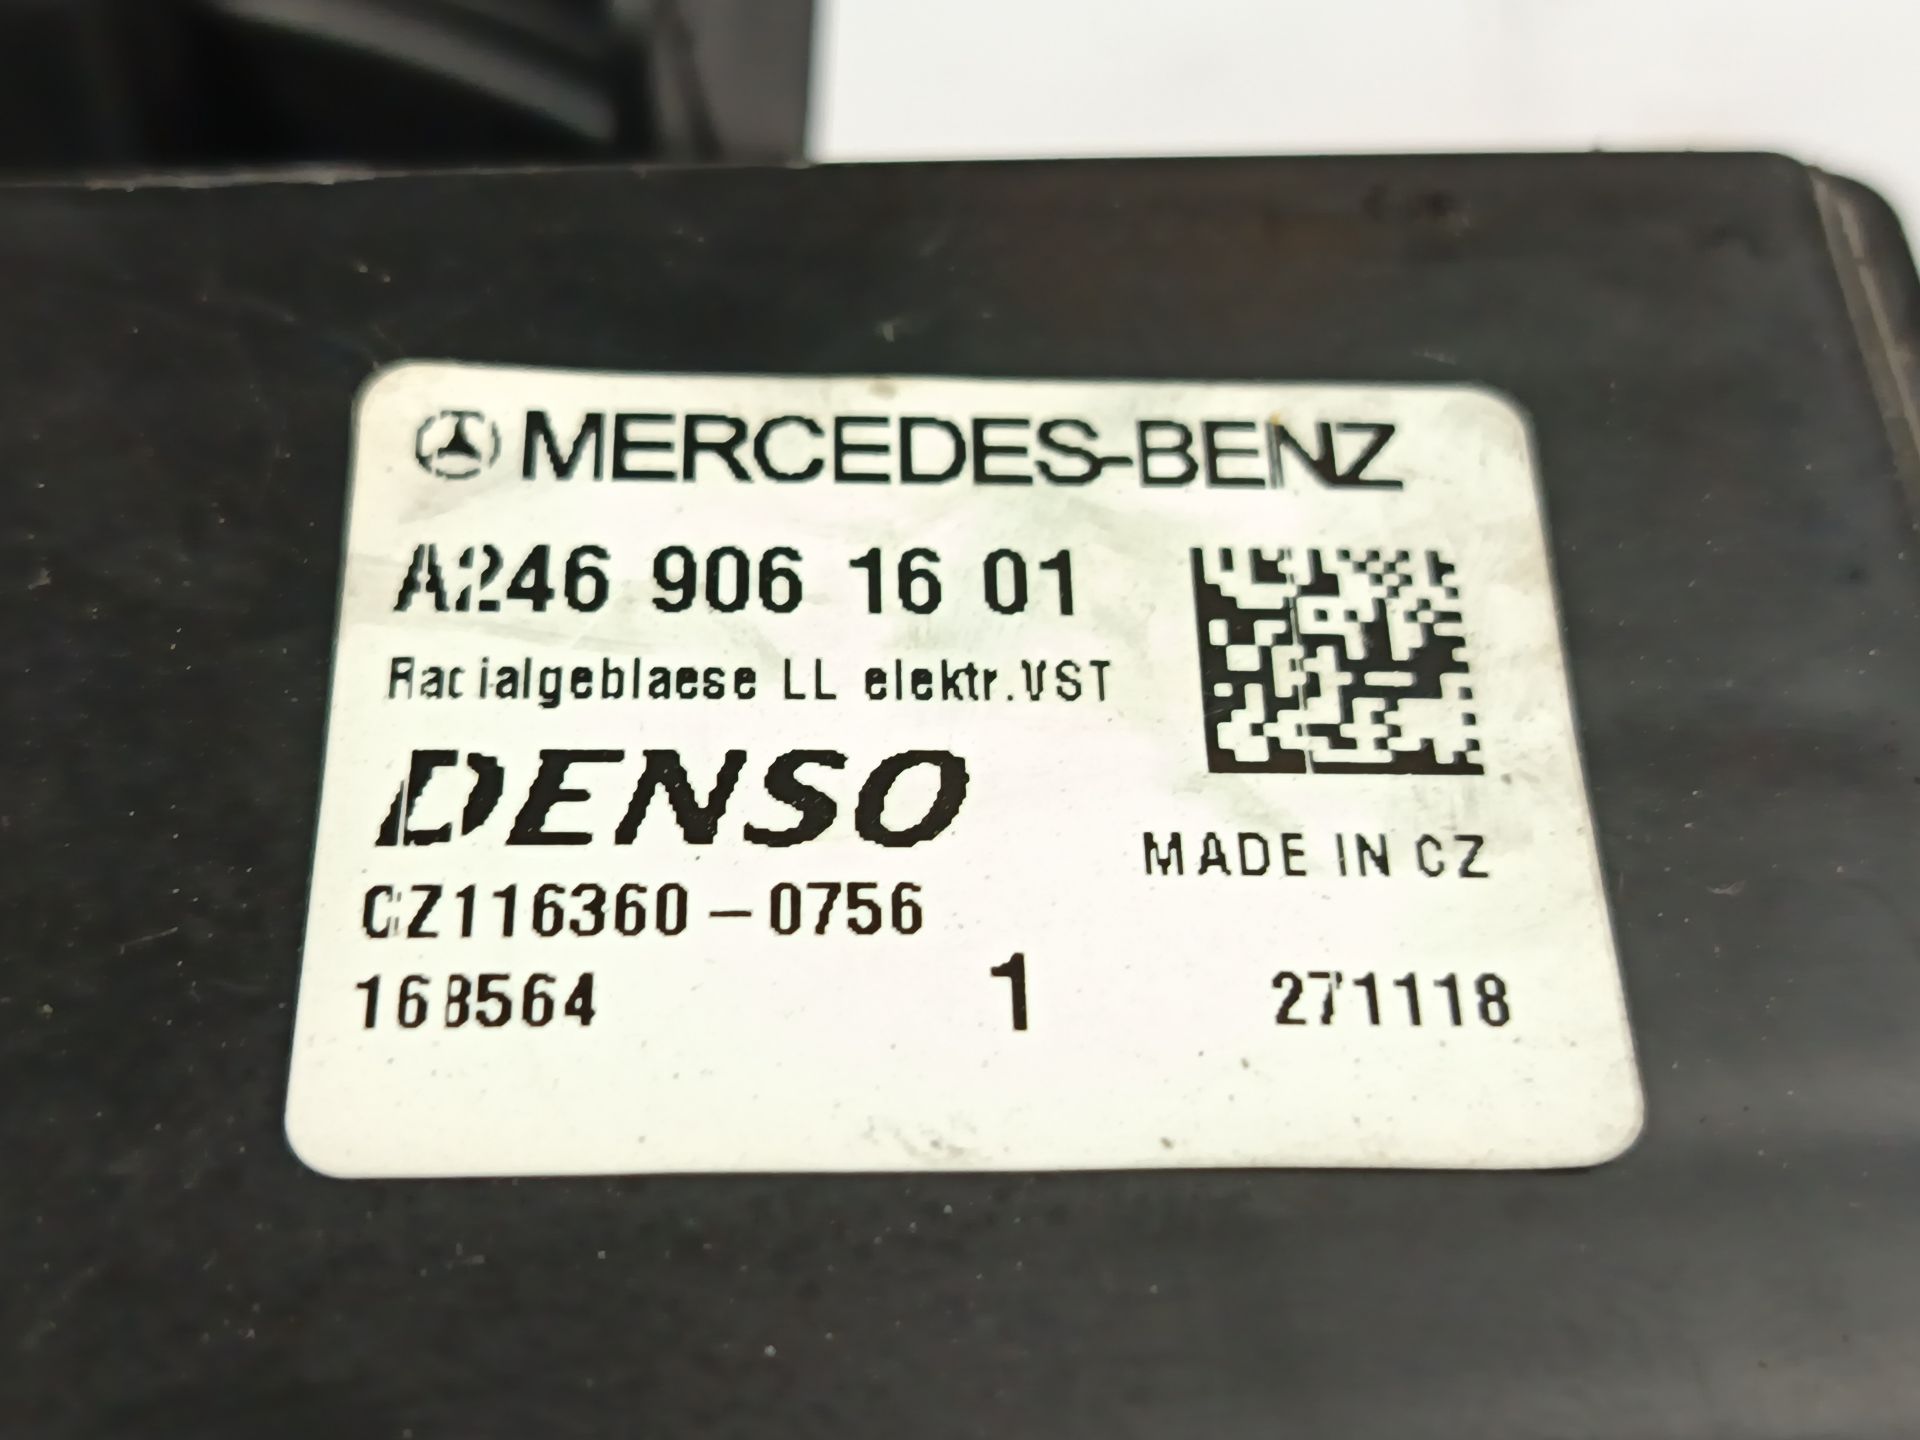 MERCEDES-BENZ
A246 906 16 01
Radialgeblaese LL elektr.VST
DENSO
MADE IN CZ
CZ116360-0756
168564 1 271118